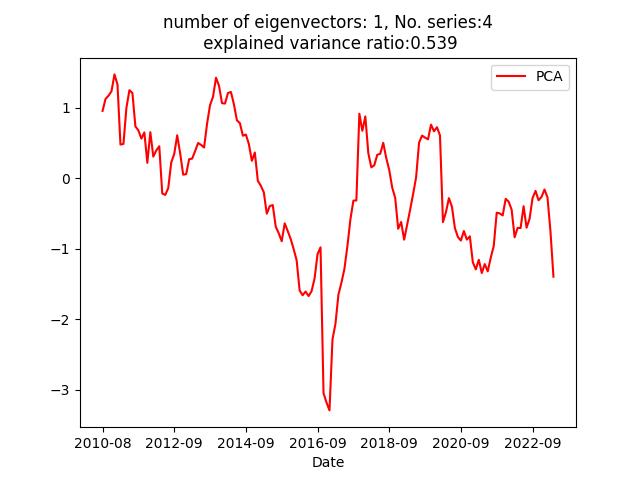 number of eigenvectors: 1, No. series:4
explained variance ratio:0.539
PCA
1
0
−1
−2
−3
2010-08 2012-09 2014-09 2016-09 2018-09 2020-09 2022-09
Date